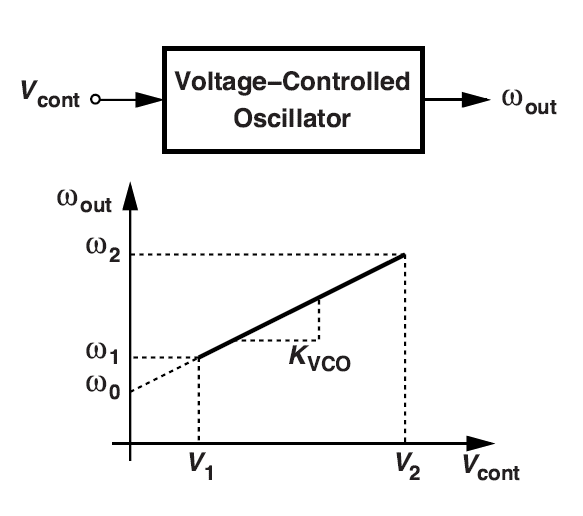 Voltage–Controlled
Vcont
Oscillator
ωout
ωout
ω2
ω1
KVCO
ω0
V1
V2
Vcont